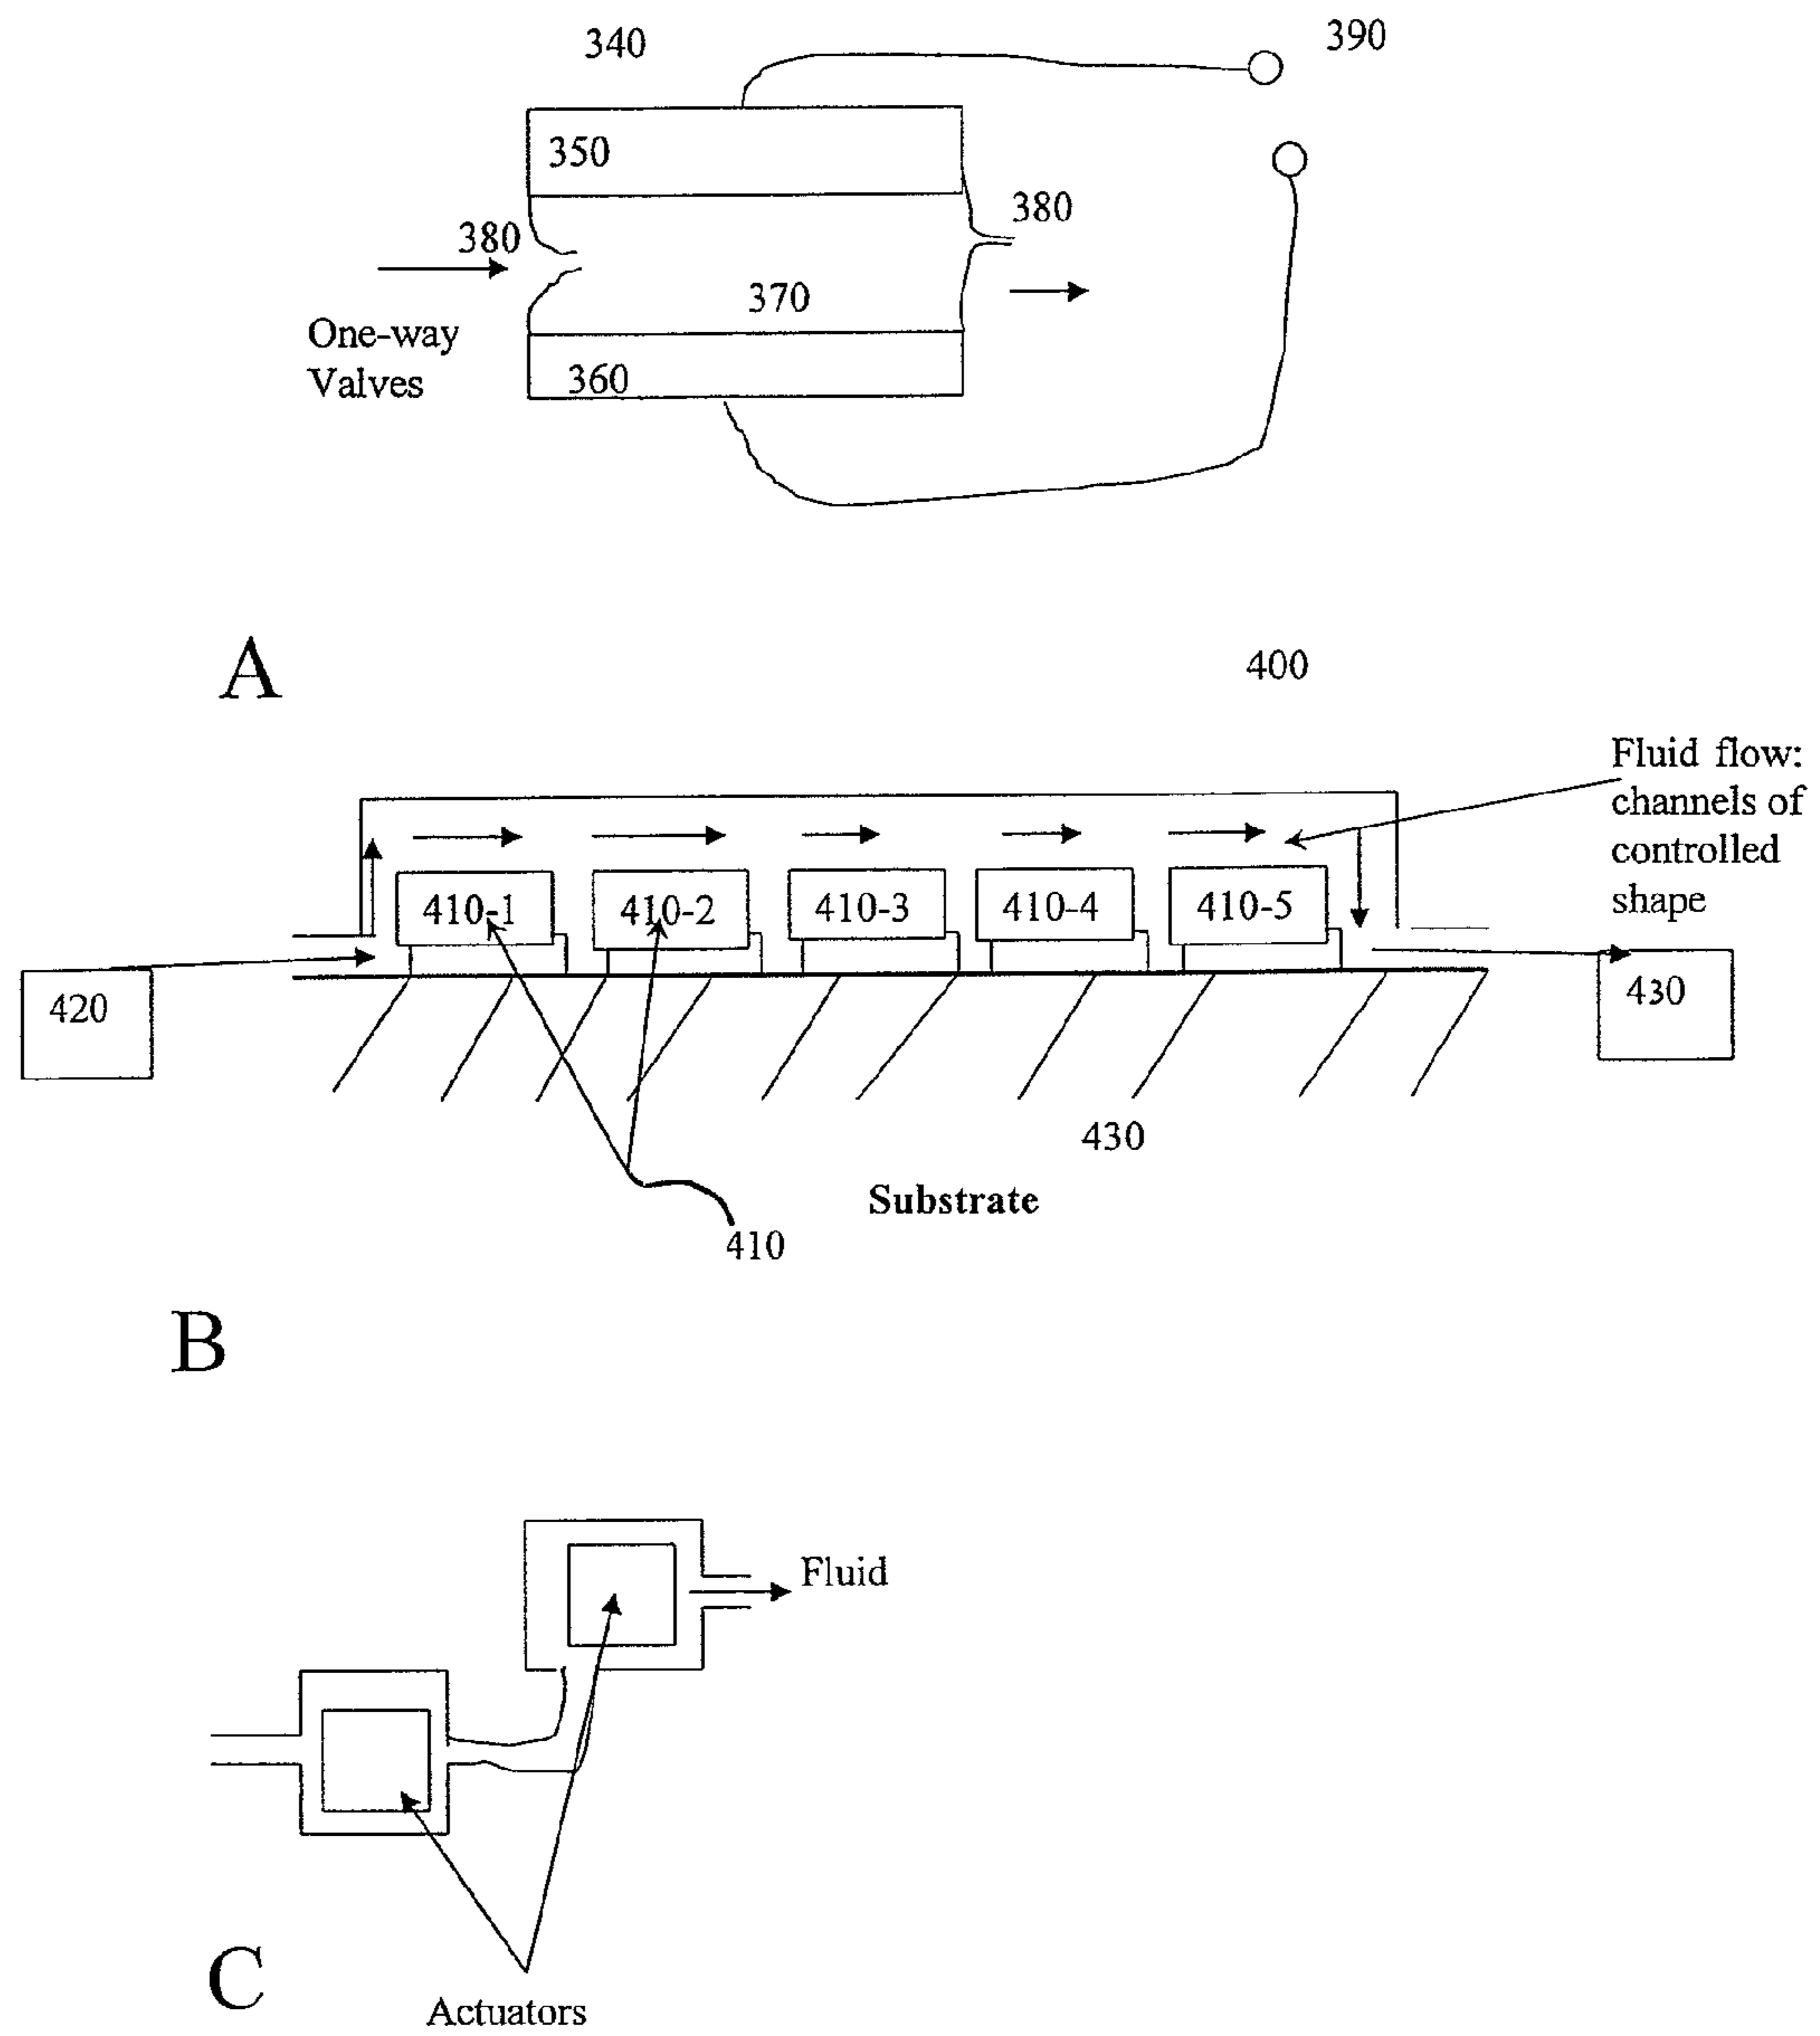 340
390
350
380
380
370
One-way
Valves
360
A
400
Fluid flow:
channels of
controlled
shape
410-1
410-2
410-3
410-4
410-5
420
430
430
Substrate
410
B
Fluid
C
Actuators